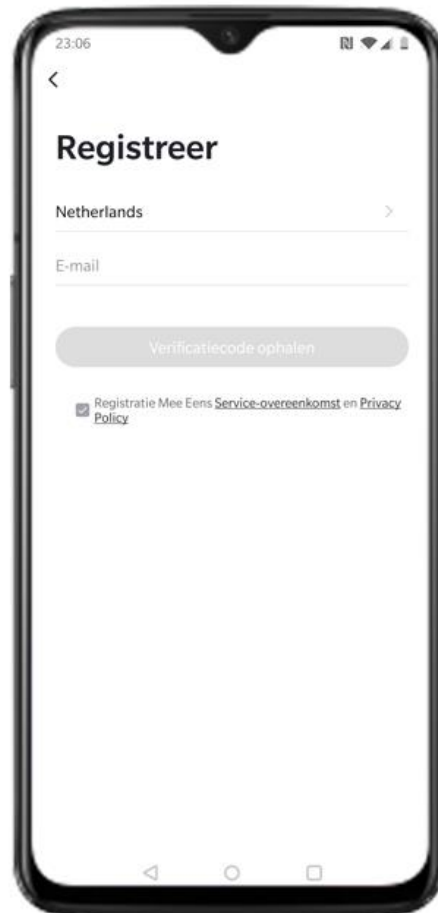 23:06
Registreer
Netherlands
E-mail
Verificatiecode ophalen
Registratie Mee Eens Service-overeenkomst en Privacy
Policy